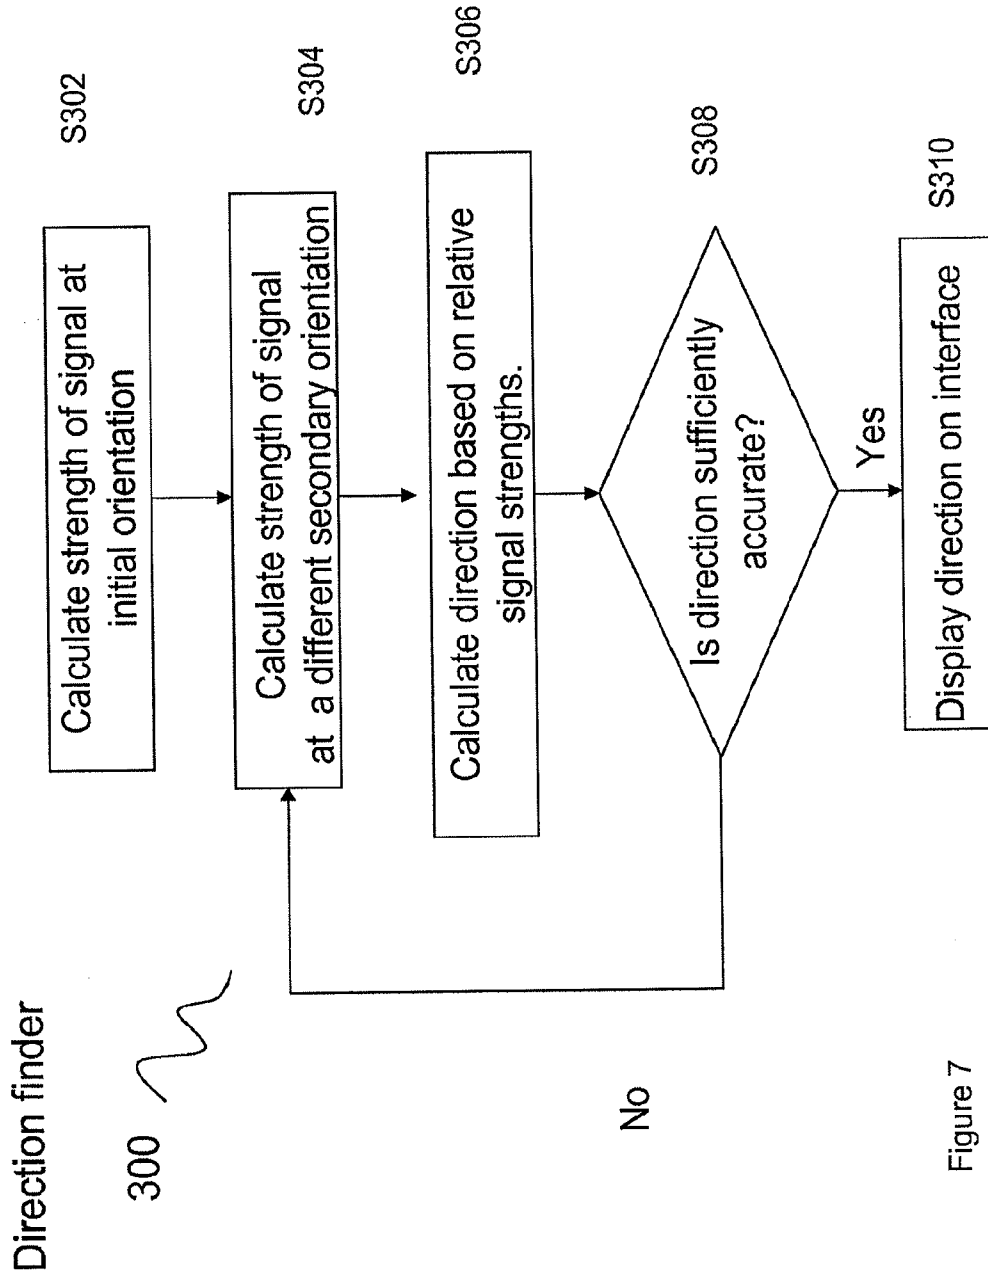 Direction finder
300
Calculate strength of signal at
initial orientation
S302
Calculate strength of signal
at a different secondary orientation
S304
Calculate direction based on relative
signal strengths.
S306
Is direction sufficiently
accurate?
S308
No
Yes
Display direction on interface
S310
Figure 7